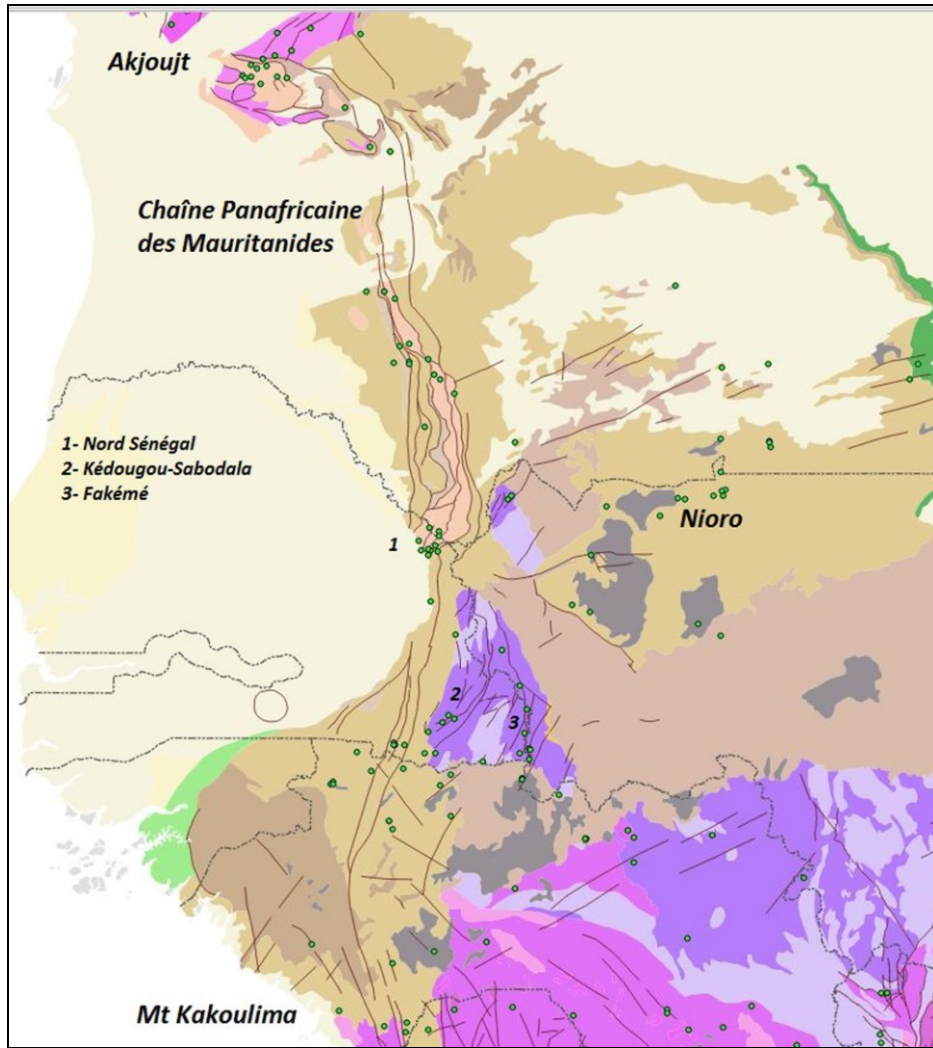 Akjoujt
Chaîne Panafricaine
des Mauritanides
1- Nord Sénégal
2- Kédougou-Sabodala
3- Fakémé
Nioro
1
2
3
Mt Kakoulima